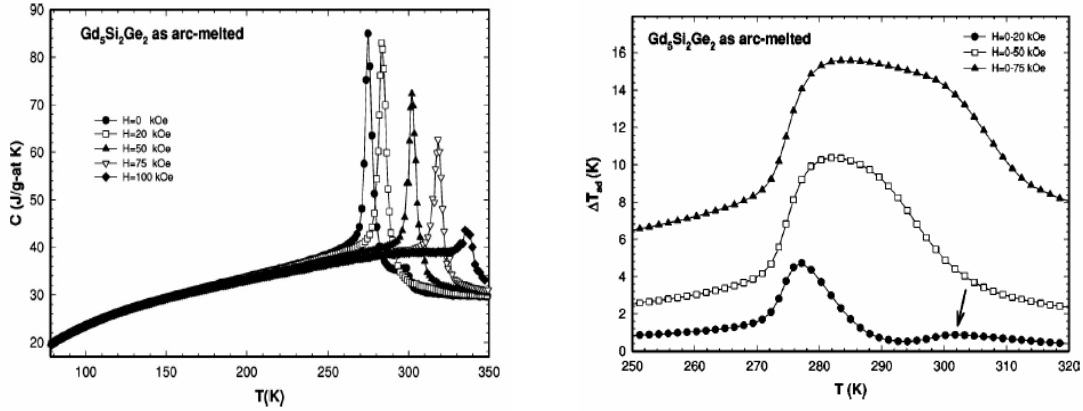 Gd5Si2Ge2 as arc-melted
H=0 kOe
H=20 kOe
H=50 kOe
H=75 kOe
H=100 kOe
C (J/g-at K)
90
80
70
60
50
40
30
20
100
150
200
250
300
350
T(K)
Gd5Si2Ge2 as arc-melted
H=0-20 kOe
H=0-50 kOe
H=0-75 kOe
ΔTad (K)
16
14
12
10
8
6
4
2
0
250
260
270
280
290
300
310
320
T (K)